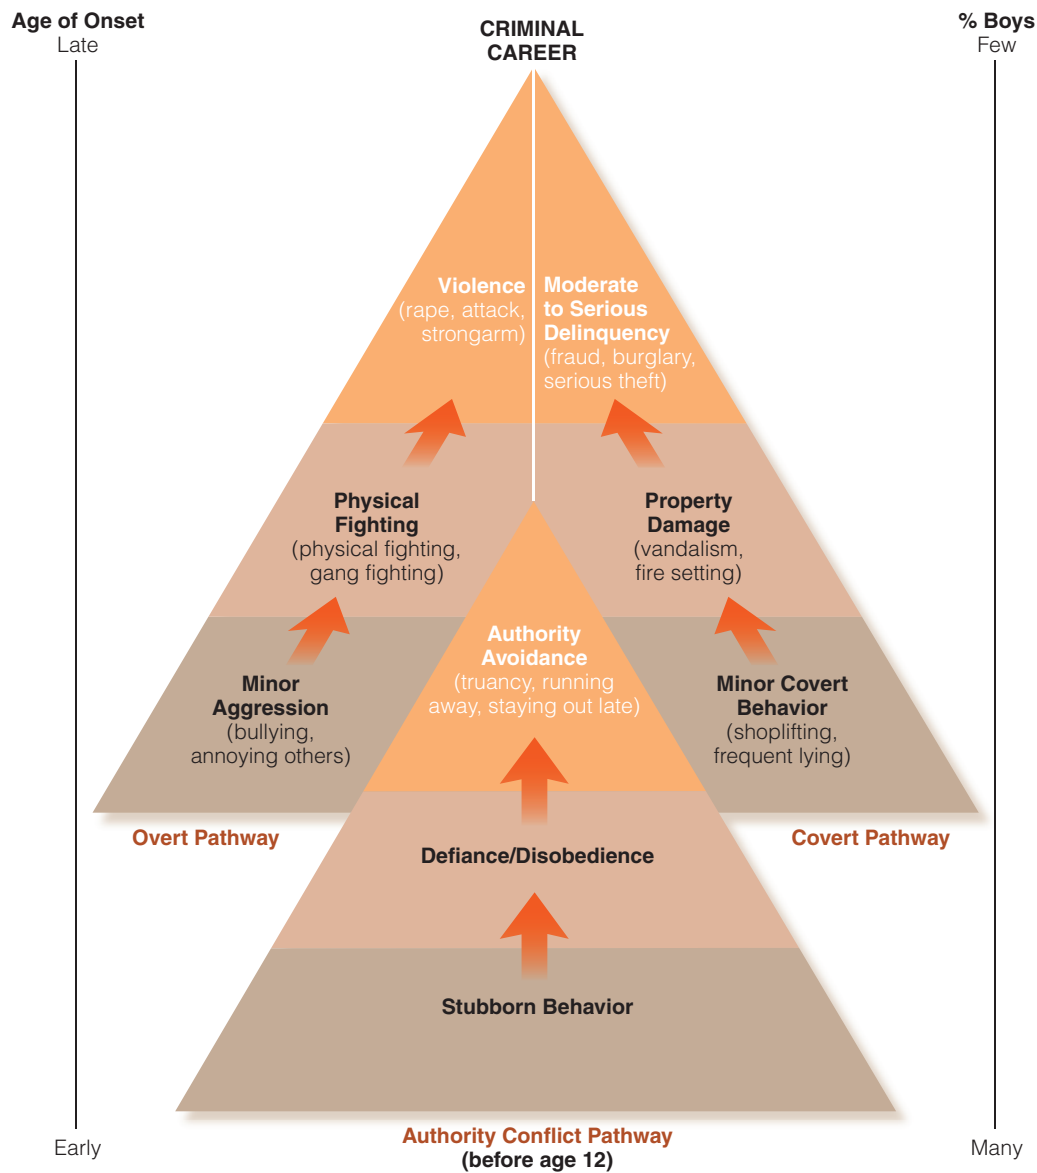 Age of Onset
Late
CRIMINAL
CAREER
% Boys
Few
Violence
(rape, attack,
strongarm)
Moderate
to Serious
Delinquency
(fraud, burglary,
serious theft)
Physical
Fighting
(physical fighting,
gang fighting)
Property
Damage
(vandalism,
fire setting)
Authority
Avoidance
(truancy, running
away, staying out late)
Minor
Aggression
(bullying,
annoying others)
Minor Covert
Behavior
(shoplifting,
frequent lying)
Overt Pathway
Covert Pathway
Defiance/Disobedience
Stubborn Behavior
Early
Authority Conflict Pathway
(before age 12)
Many